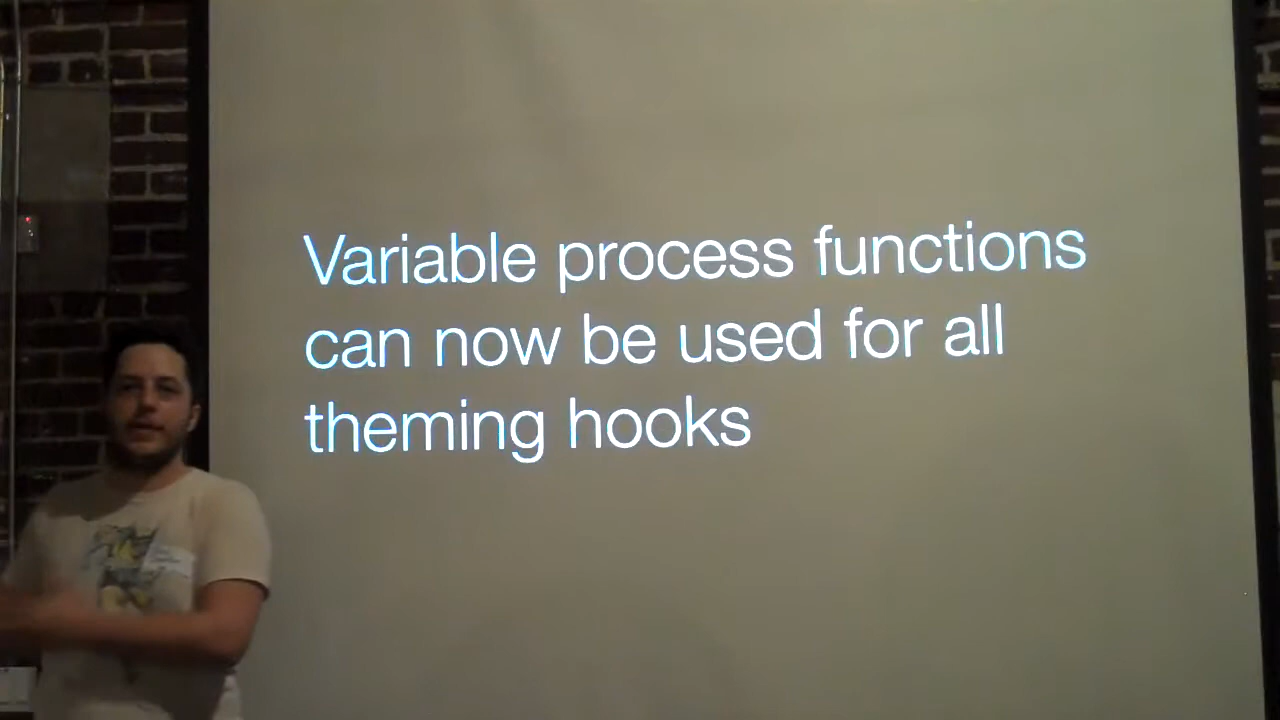 Variable process functions
can now be used for all
theming hooks